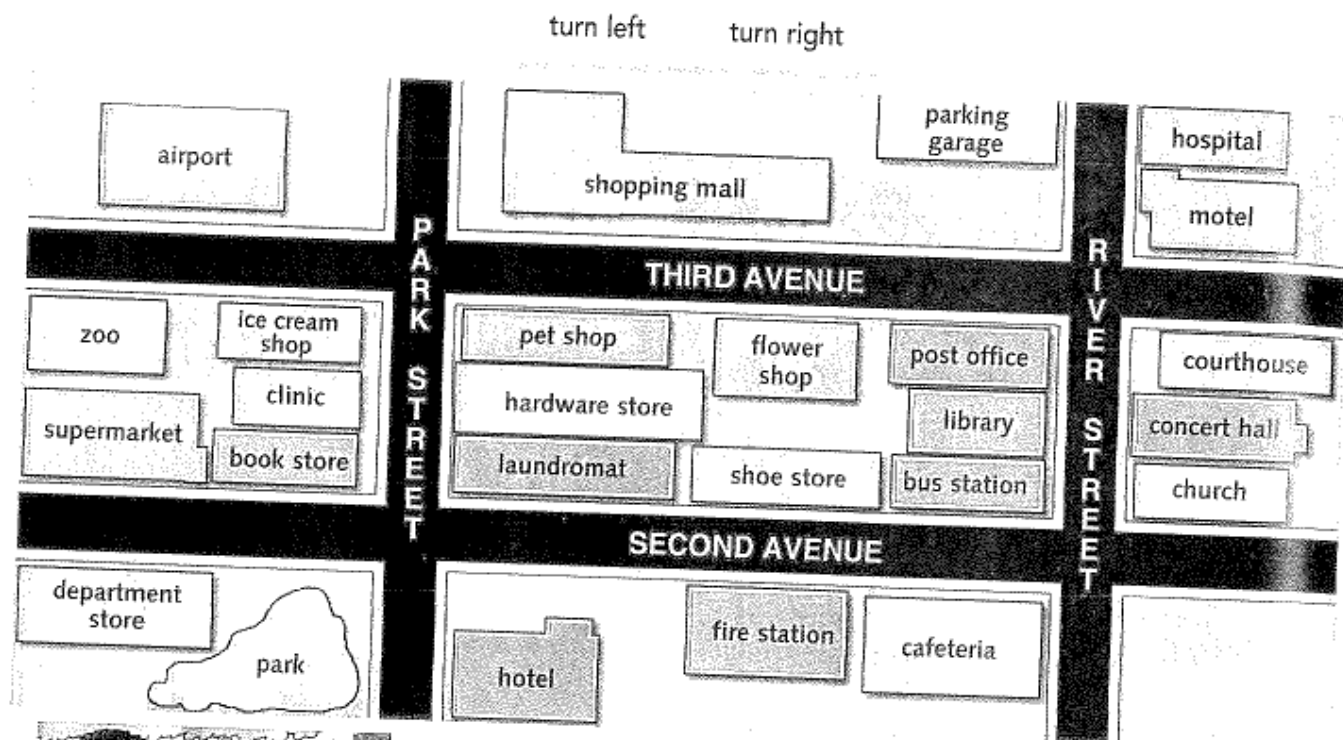 turn left
turn right
airport
shopping mall
parking
garage
hospital
motel
PARK STREET
RIVER STREET
THIRD AVENUE
zoo
ice cream
shop
clinic
supermarket
book store
pet shop
hardware store
laundromat
flower
shop
shoe store
post office
library
bus station
courthouse
concert hall
church
SECOND AVENUE
department
store
park
hotel
fire station
cafeteria